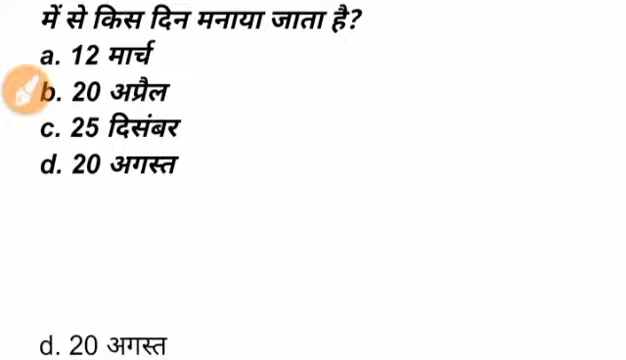 में से किस दिन मनाया जाता है?
a. 12 मार्च
b. 20 अप्रैल
c. 25 दिसंबर
d. 20 अगस्त
d. 20 अगस्त